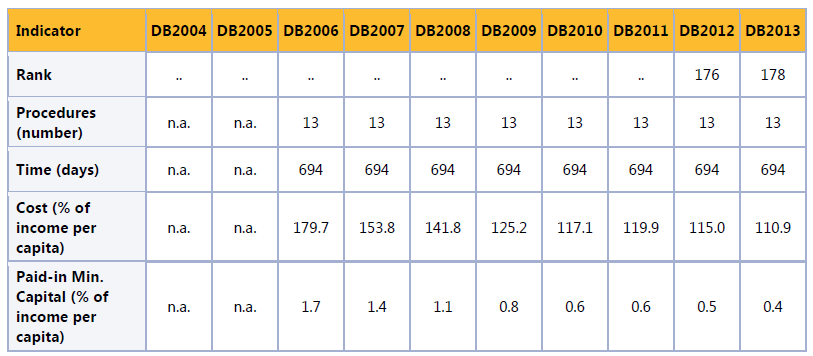 Indicator DB2004 DB2005 DB2006 DB2007 DB2008 DB2009 DB2010 DB2011 DB2012 DB2013
Rank .. .. .. .. .. .. .. .. 176 178
Procedures
(number) n.a. n.a. 13 13 13 13 13 13 13 13
Time (days) n.a. n.a. 694 694 694 694 694 694 694 694
Cost (% of
income per
capita) n.a. n.a. 179.7 153.8 141.8 125.2 117.1 119.9 115.0 110.9
Paid-in Min.
Capital (% of
income per
capita) n.a. n.a. 1.7 1.4 1.1 0.8 0.6 0.6 0.5 0.4